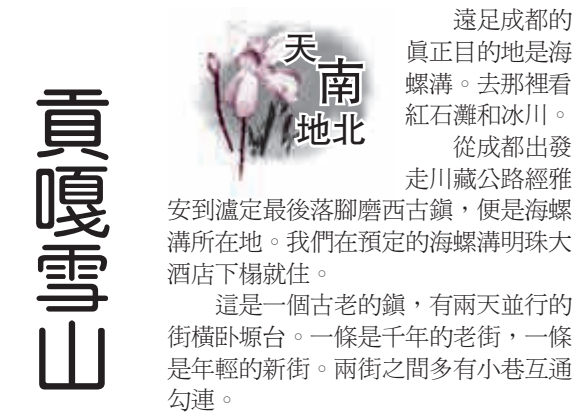 貢嘎雪山
天南地北
遠足成都的
眞正目的地是海
螺溝。去那裡看
紅石灘和冰川。
從成都出發
走川藏公路經雅
安到瀘定最後落腳磨西古鎭，便是海螺
溝所在地。我們在預定的海螺溝明珠大
酒店下榻就住。
這是一個古老的鎭，有兩天並行的
街橫卧塬台。一條是千年的老街，一條
是年輕的新街。兩街之間多有小巷互通
勾連。